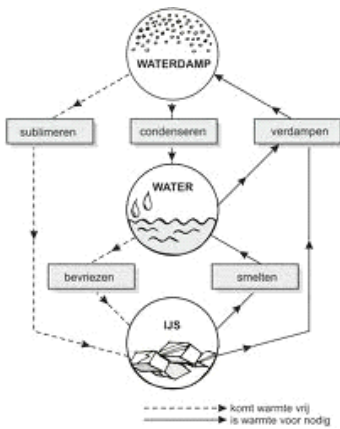 WATERDAMP
sublimeren
condenseren
verdampen
WATER
bevriezen
smelten
IJS
komt warmte vrij
is warmte voor nodig